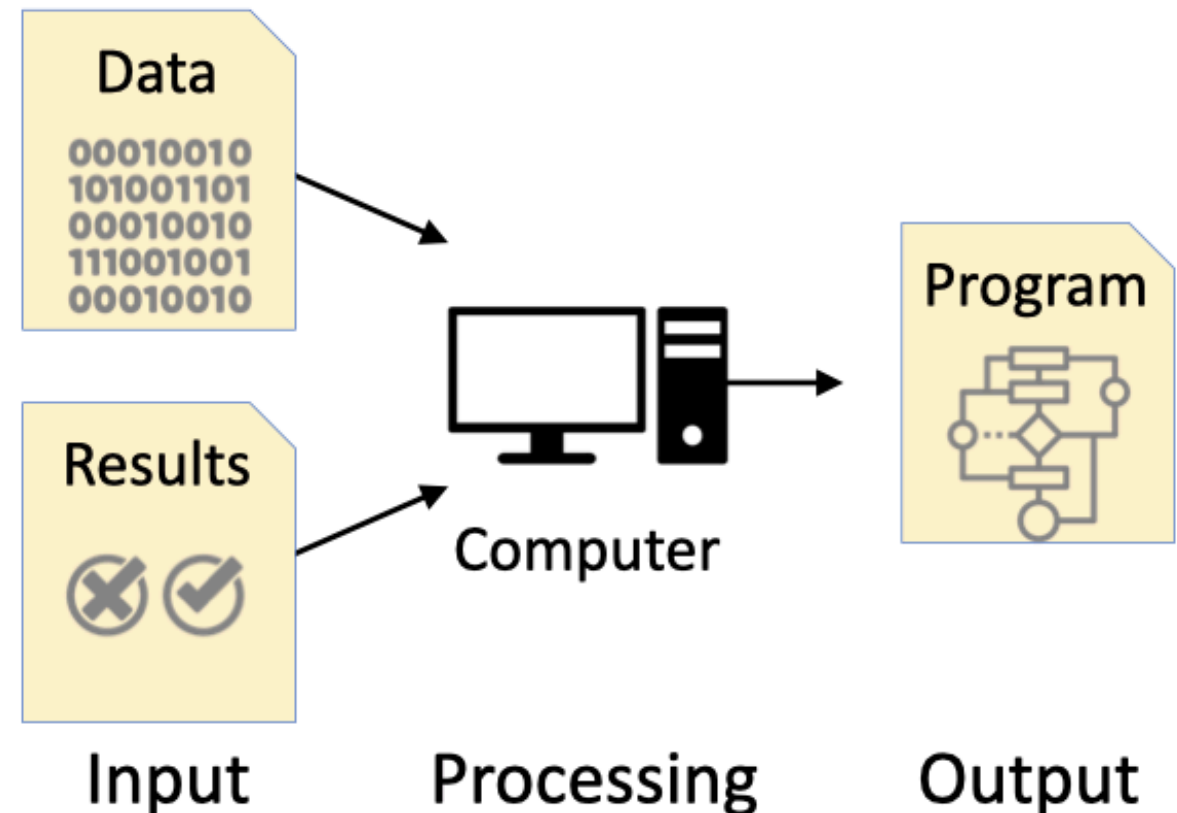 Data
00010010
101001101
00010010
111001001
00010010
Results
Computer
Program
Input
Processing
Output